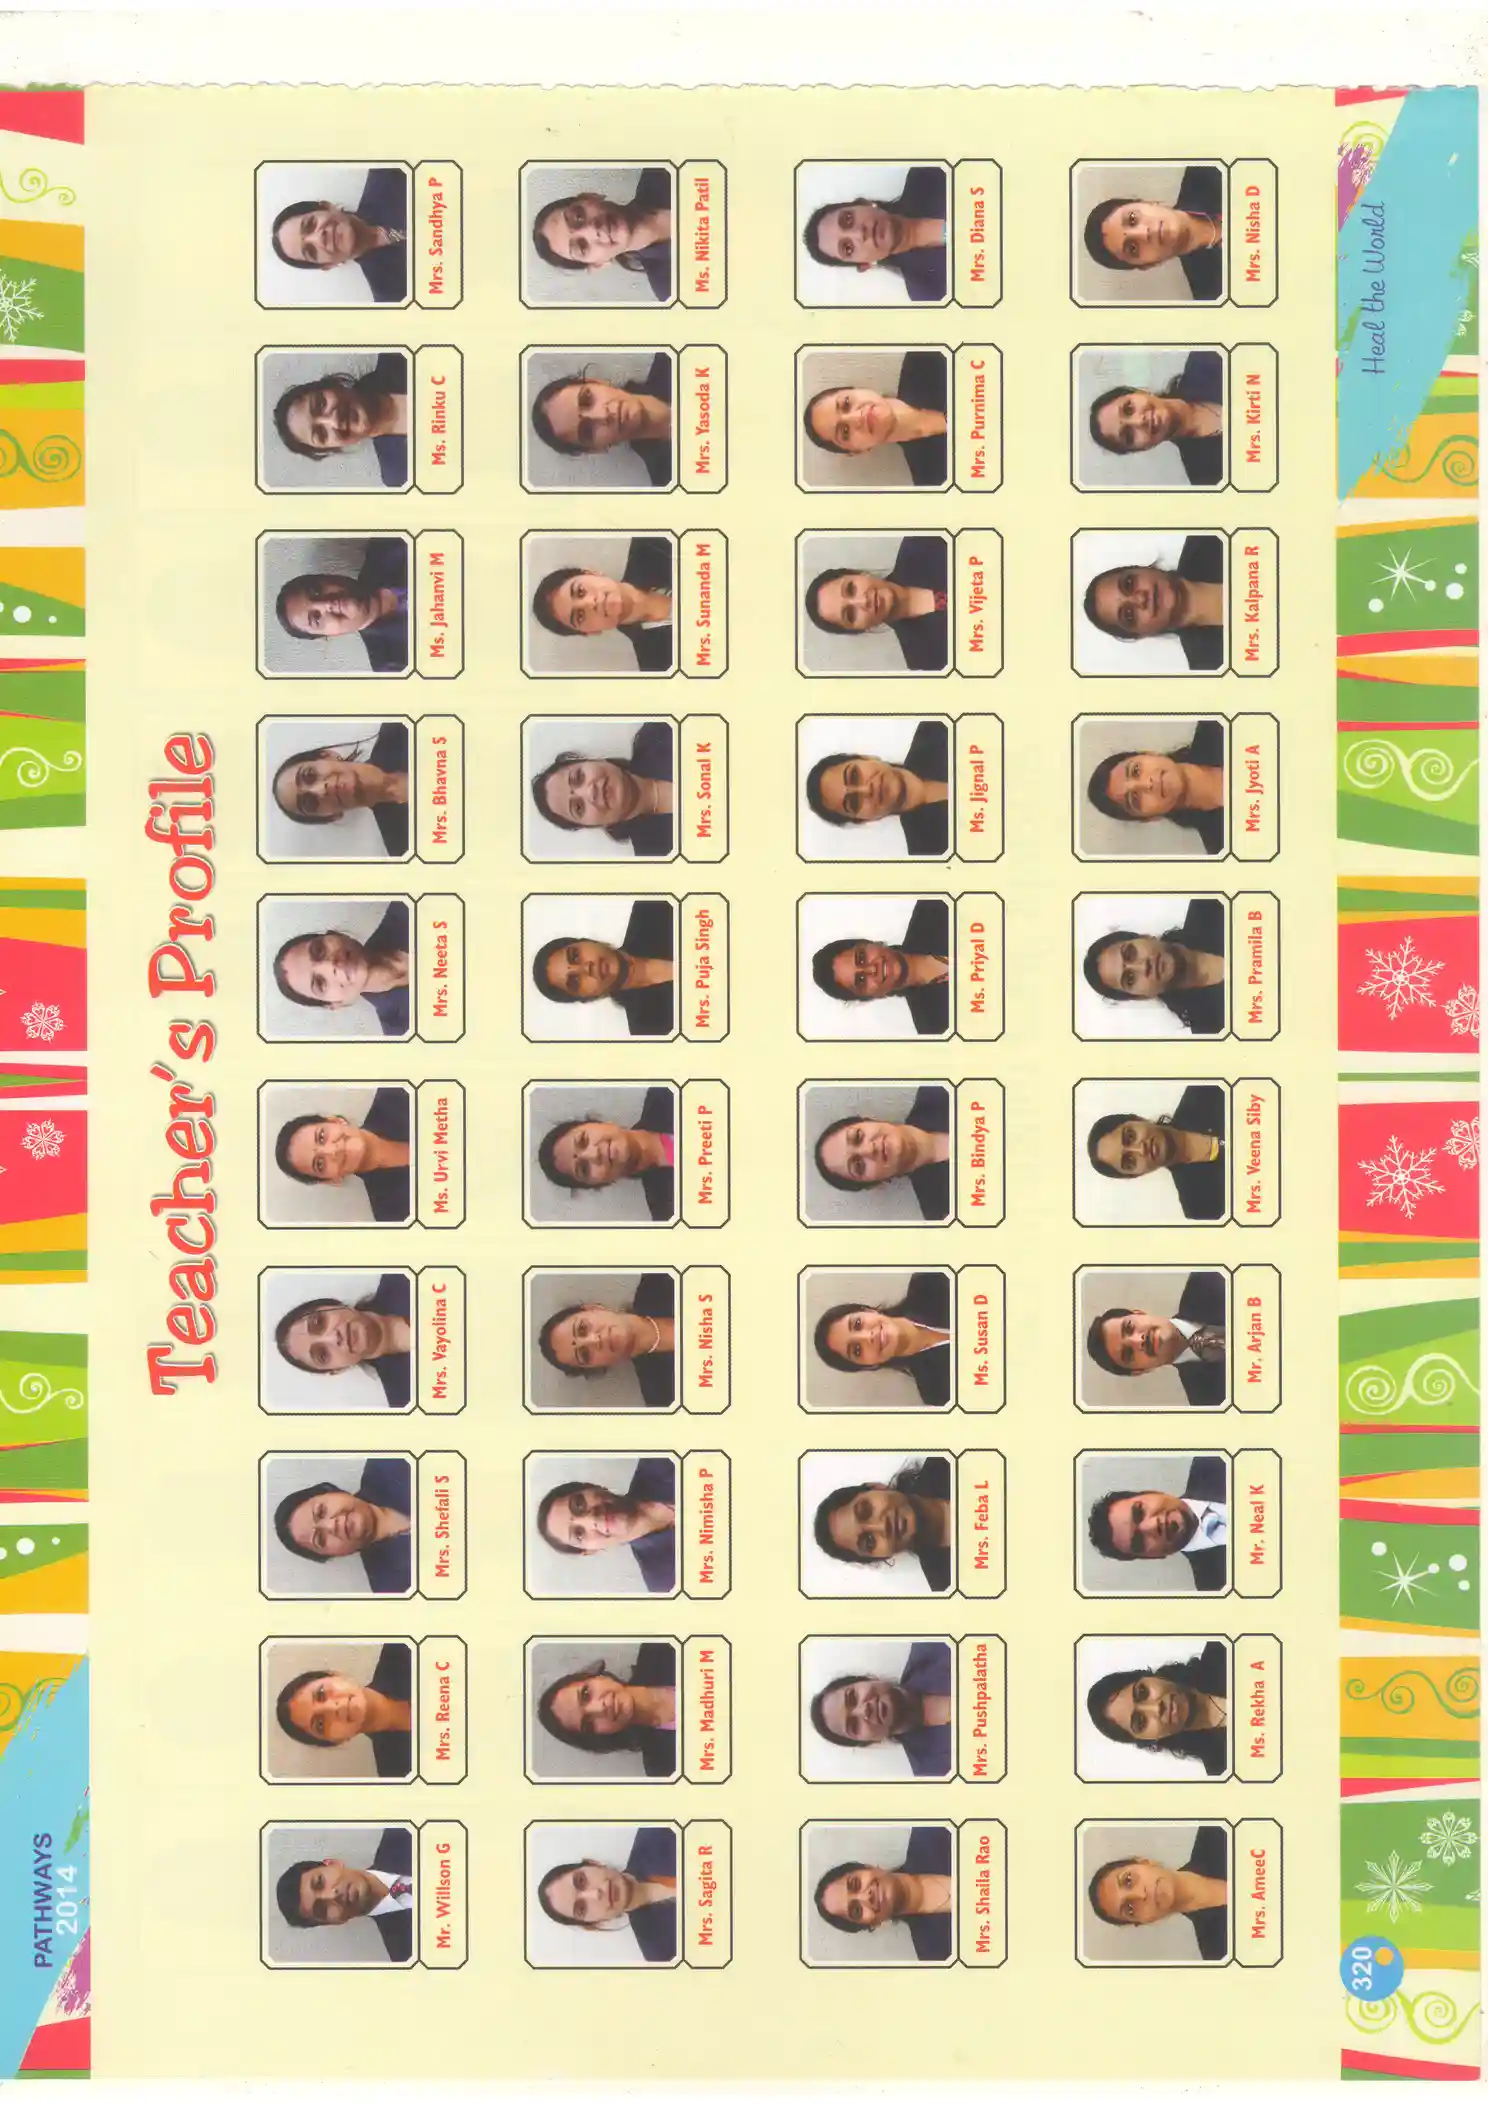 PATHWAYS
2014
Teacher's Profile
Mr. Willson G
Mrs. Reena C
Mrs. Shefali S
Mrs. Vayolina C
Ms. Urvi Metha
Mrs. Neeta S
Mrs. Bhavna S
Ms. Jahanvi M
Ms. Rinku C
Mrs. Sandhya P
Mrs. Sagita R
Mrs. Madhuri M
Mrs. Nimisha P
Mrs. Nisha S
Mrs. Preeti P
Mrs. Puja Singh
Mrs. Sonal K
Mrs. Sunanda M
Mrs. Yasoda K
Ms. Nikita Patil
Mrs. Shaila Rao
Mrs. Pushpalatha
Mrs. Feba L
Ms. Susan D
Mrs. Bindya P
Ms. Priyal D
Ms. Jignal P
Mrs. Vijeta P
Mrs. Purnima C
Mrs. Diana S
Mrs. AmeeC
Ms. Rekha A
Mr. Neal K
Mr. Arjan B
Mrs. Veena Siby
Mrs. Pramila B
Mrs. Jyoti A
Mrs. Kalpana R
Mrs. Kirti N
Mrs. Nisha D
320
Heal the World